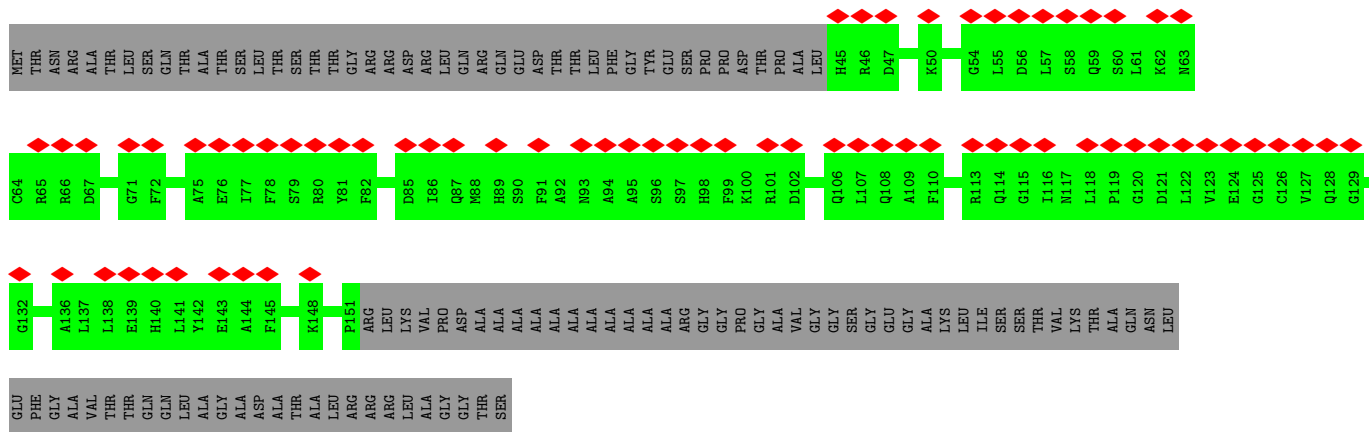 MET THR ASN ARG ALA THR LEU SER GLN THR ALA THR SER LEU THR SER THR THR GLY ARG ARG ASP ARG LEU GLN ARG GLN GLU ASP THR THR LEU PHE GLY TYR GLU SER PRO PRO ASP THR PRO ALA LEU H45 R46 D47 K50 G54 L55 D56 L57 S58 Q59 S60 L61 K62 N63
C64 R65 R66 D67 G71 F72 A75 E76 I77 F78 S79 R80 Y81 F82 D85 I86 Q87 M88 H89 S90 F91 A92 N93 A94 A95 S96 S97 H98 F99 K100 R101 D102 Q106 L107 Q108 A109 F110 R113 Q114 G115 I116 N117 L118 P119 G120 D121 L122 V123 E124 G125 C126 V127 Q128 G129
G132 A136 L137 L138 E139 H140 L141 Y142 E143 A144 F145 K148 P151 ARG LEU LYS VAL PRO ASP ALA ALA ALA ALA ALA ALA ALA ALA ALA ALA ALA ARG GLY GLY PRO GLY ALA VAL GLY GLY SER GLY GLU GLY ALA LYS LEU ILE SER SER THR VAL LYS THR ALA GLN ASN LEU
GLU PHE GLY ALA VAL THR THR GLN GLN LEU ALA GLY ALA ASP ALA THR ALA LEU ARG ARG ARG LEU ALA GLY GLY THR SER